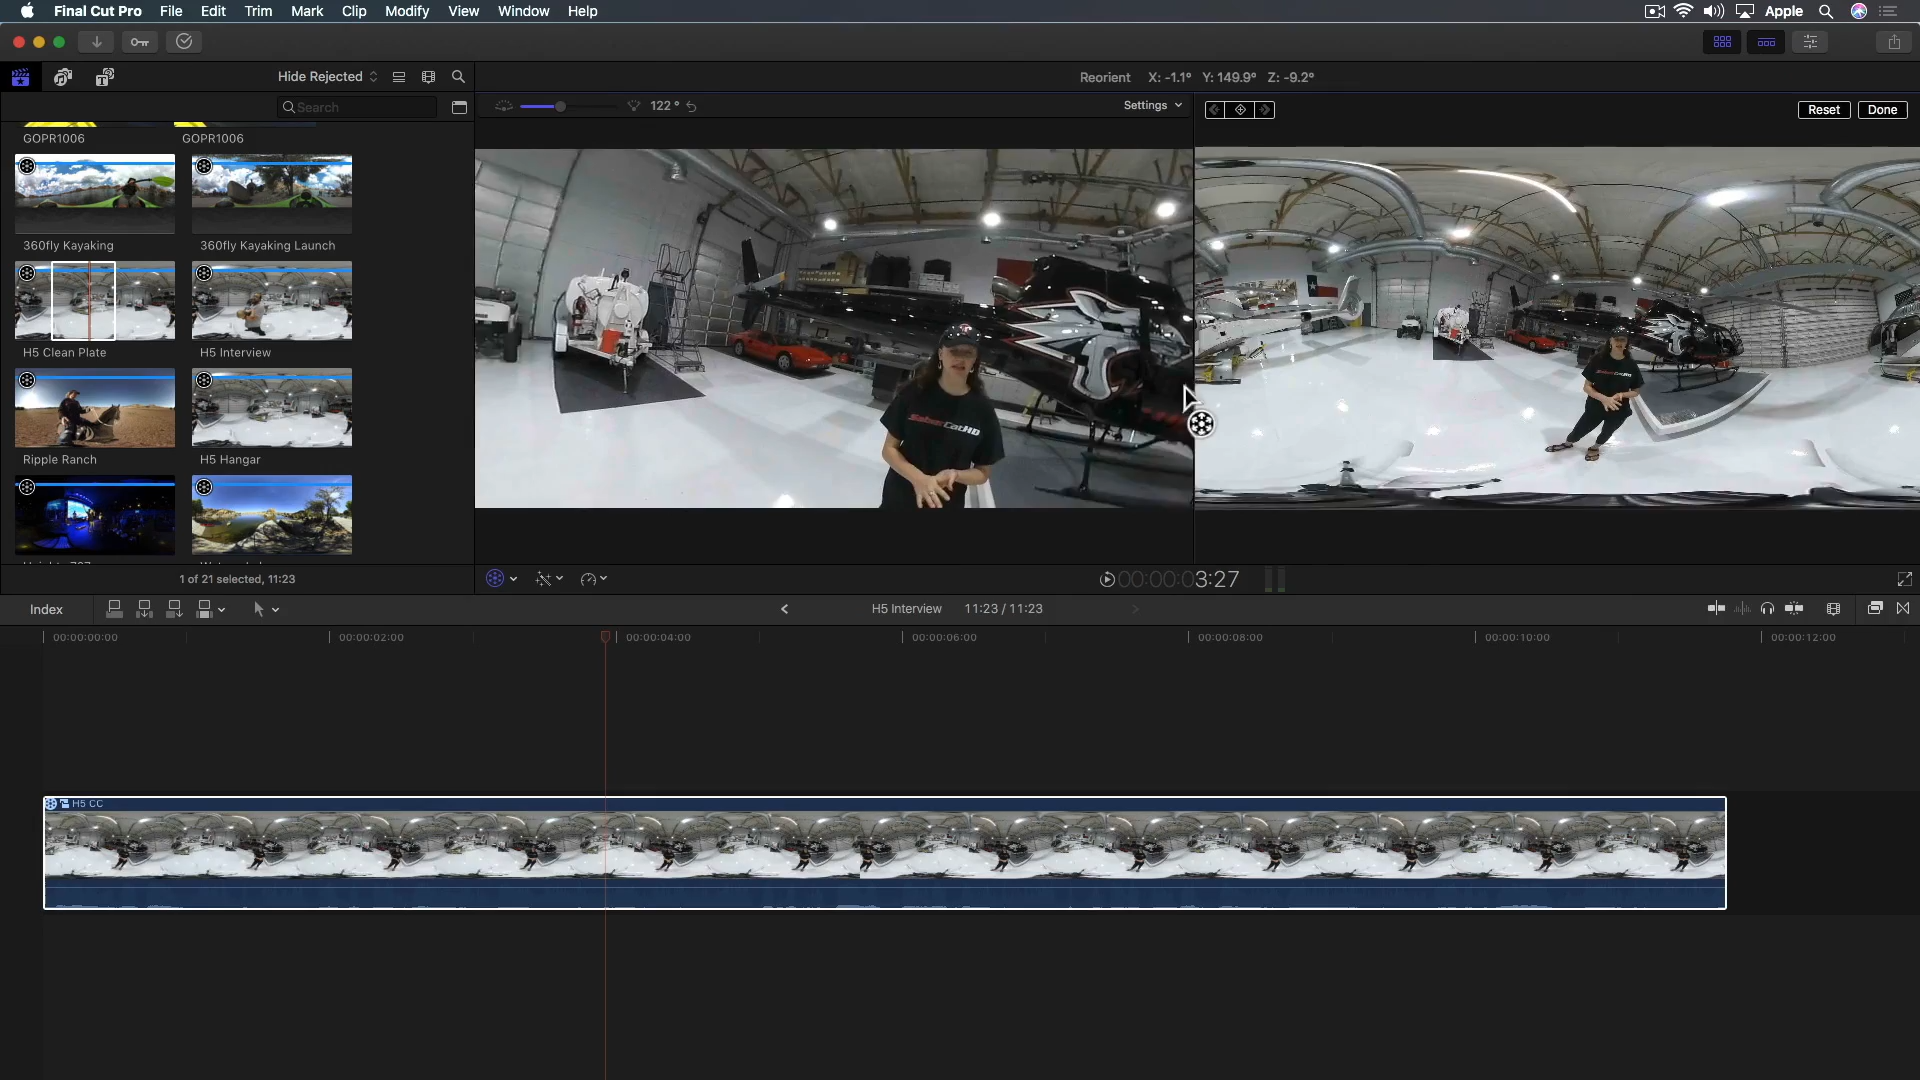 Final Cut Pro File Edit Trim Mark Clip Modify View Window Help Apple
Hide Rejected
Reorient X: -1.1° Y: 149.9° Z: -9.2°
Search
122 °
Settings
Reset
Done
GOPR1006
GOPR1006
360fly Kayaking
360fly Kayaking Launch
H5 Clean Plate
H5 Interview
Ripple Ranch
H5 Hangar
SaberCatHD
1 of 21 selected, 11:23
00:00:03:27
Index
H5 Interview 11:23 / 11:23
00:00:00:00
00:00:02:00
00:00:04:00
00:00:06:00
00:00:08:00
00:00:10:00
00:00:12:00
H5 CC